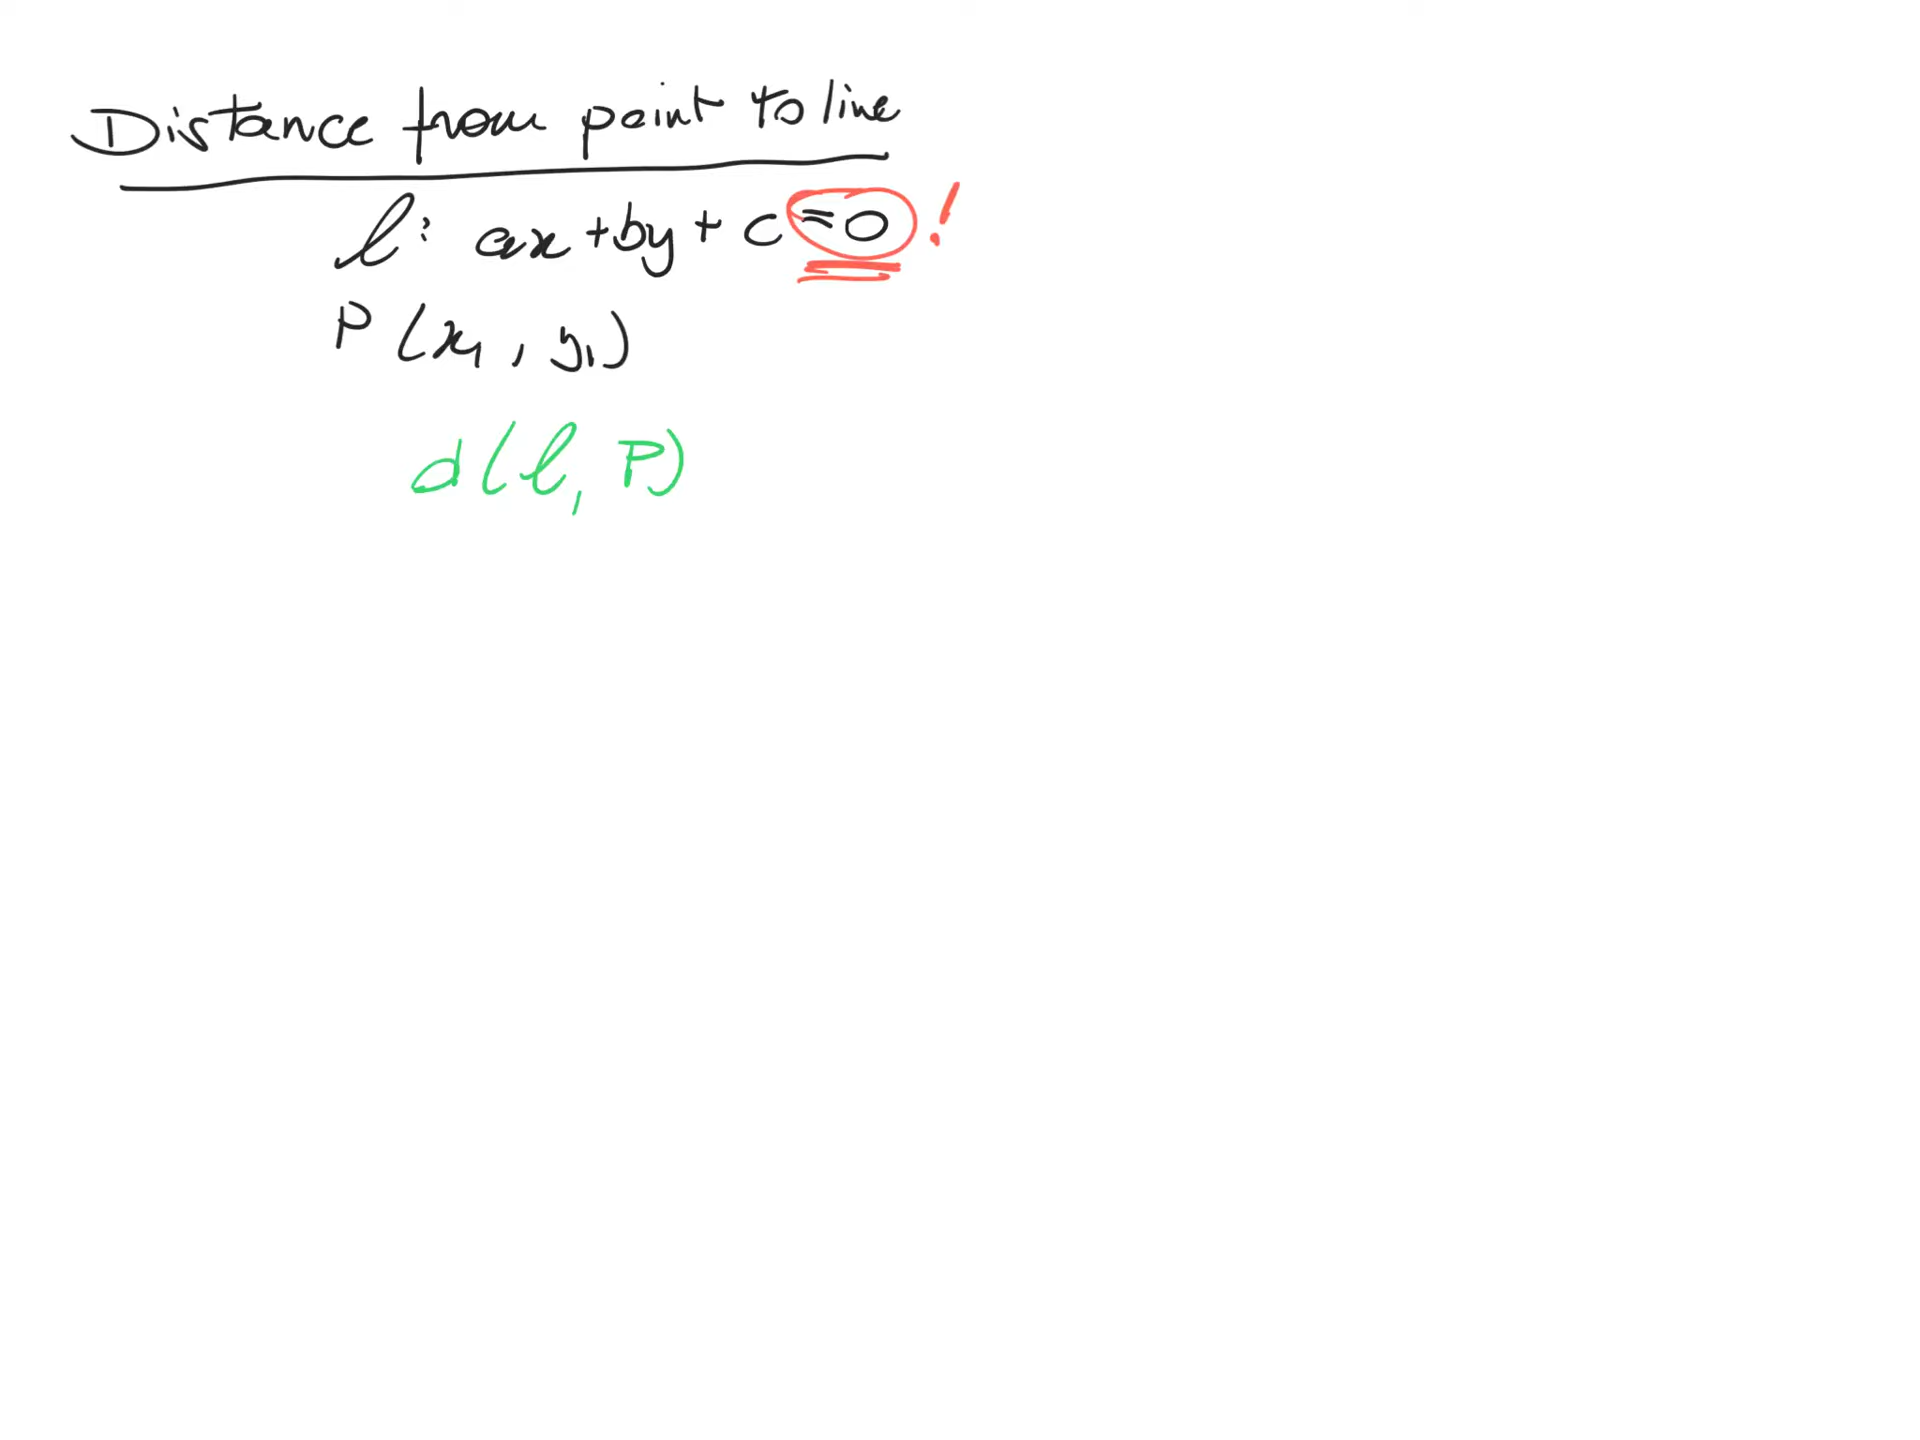 Distance from point to line
l: ax + by + c = 0 !
P (x₁, y₁)
d(l, P)